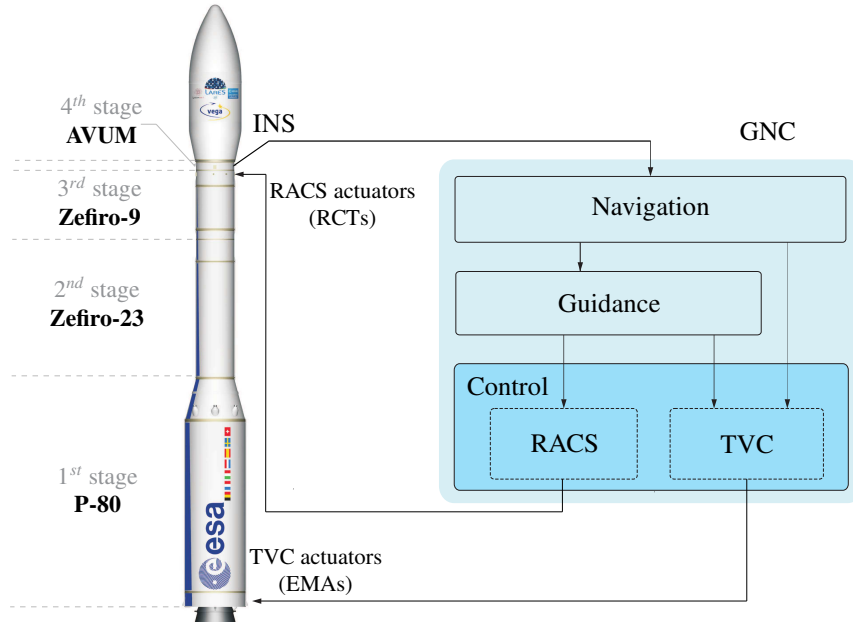 4th stage
AVUM
3rd stage
Zefiro-9
2nd stage
Zefiro-23
1st stage
P-80
LARES
vega
esa
INS
RACS actuators
(RCTs)
TVC actuators
(EMAs)
GNC
Navigation
Guidance
Control
RACS
TVC